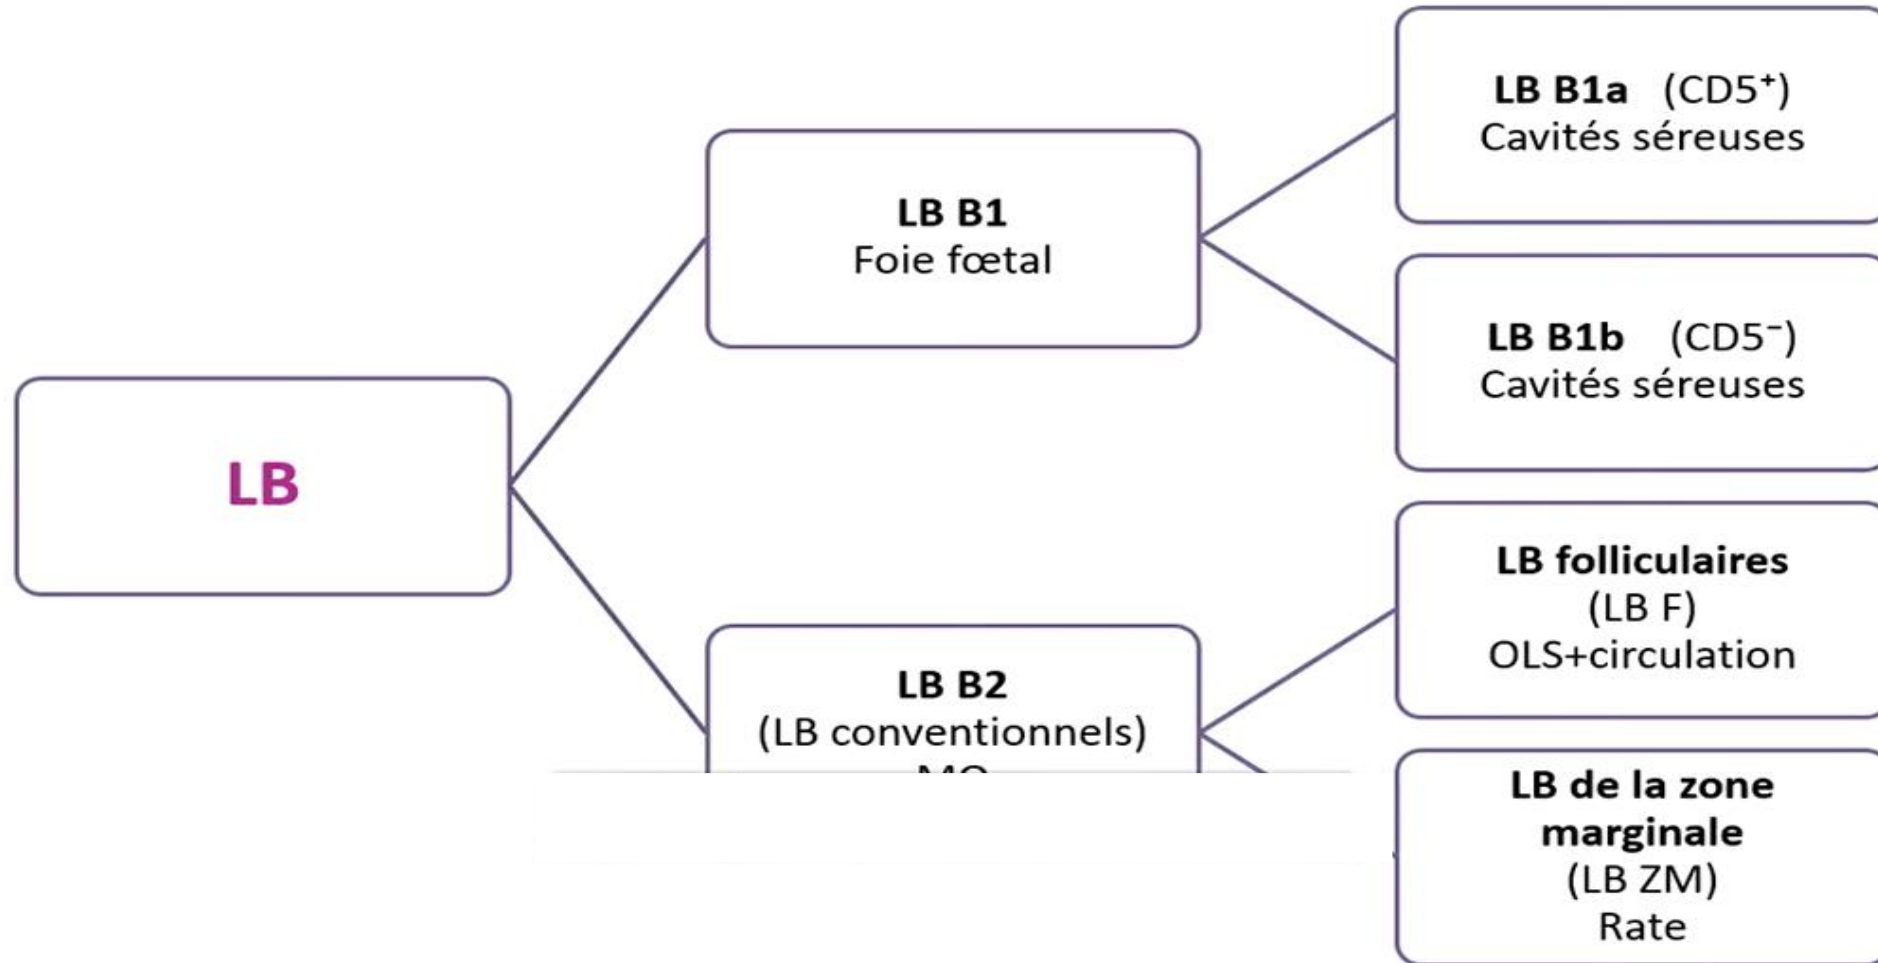 LB
LB B1
Foie fœtal
LB B2
(LB conventionnels)
LB B1a (CD5⁺)
Cavités séreuses
LB B1b (CD5⁻)
Cavités séreuses
LB folliculaires
(LB F)
OLS+circulation
LB de la zone
marginale
(LB ZM)
Rate